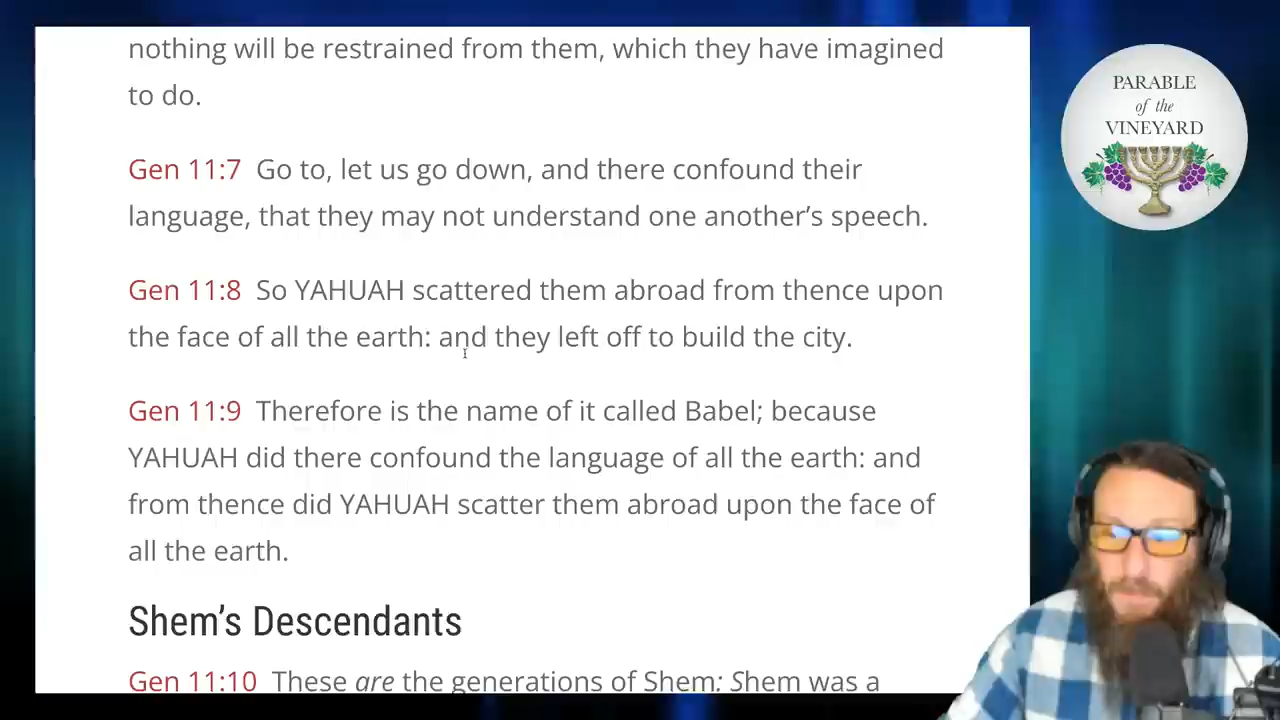 nothing will be restrained from them, which they have imagined
to do.
Gen 11:7 Go to, let us go down, and there confound their
language, that they may not understand one another’s speech.
Gen 11:8 So YAHUAH scattered them abroad from thence upon
the face of all the earth: and they left off to build the city.
Gen 11:9 Therefore is the name of it called Babel; because
YAHUAH did there confound the language of all the earth: and
from thence did YAHUAH scatter them abroad upon the face of
all the earth.
Shem’s Descendants
Gen 11:10 These are the generations of Shem: Shem was a
PARABLE
of the
VINEYARD